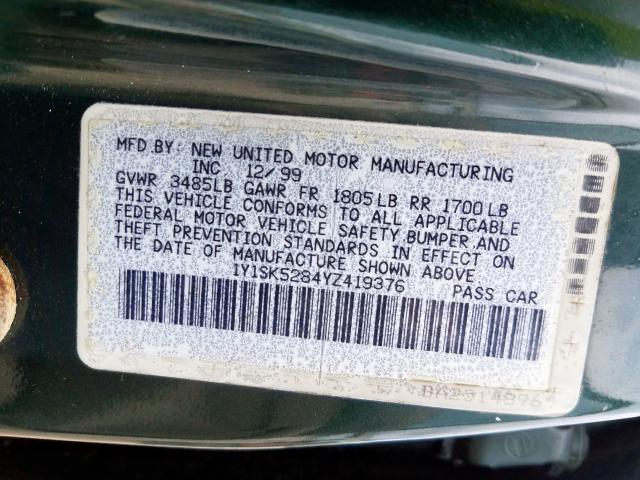 MFD BY: NEW UNITED MOTOR MANUFACTURING
INC 12/99
GVWR 3485LB GAWR FR 1805LB RR 1700LB
THIS VEHICLE CONFORMS TO ALL APPLICABLE
FEDERAL MOTOR VEHICLE SAFETY BUMPER AND
THEFT PREVENTION STANDARDS IN EFFECT ON
THE DATE OF MANUFACTURE SHOWN ABOVE
1Y1SK5284YZ419376 PASS CAR